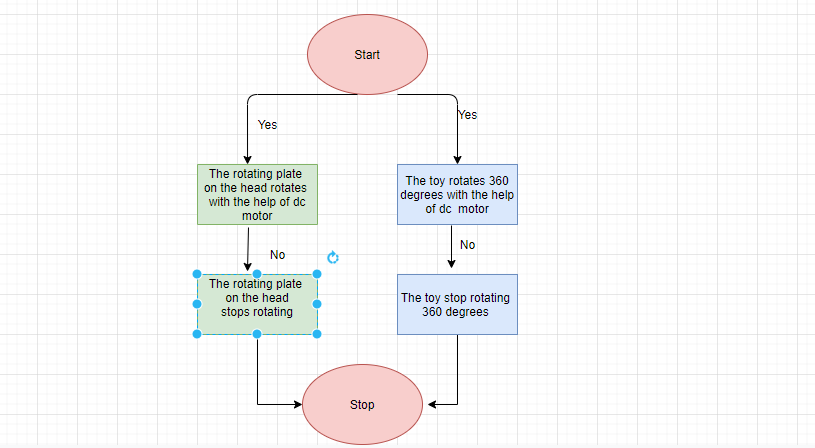 Start
Yes
Yes
The rotating plate
on the head rotates
with the help of dc
motor
The toy rotates 360
degrees with the help
of dc motor
No
No
The rotating plate
on the head
stops rotating
The toy stop rotating
360 degrees
Stop